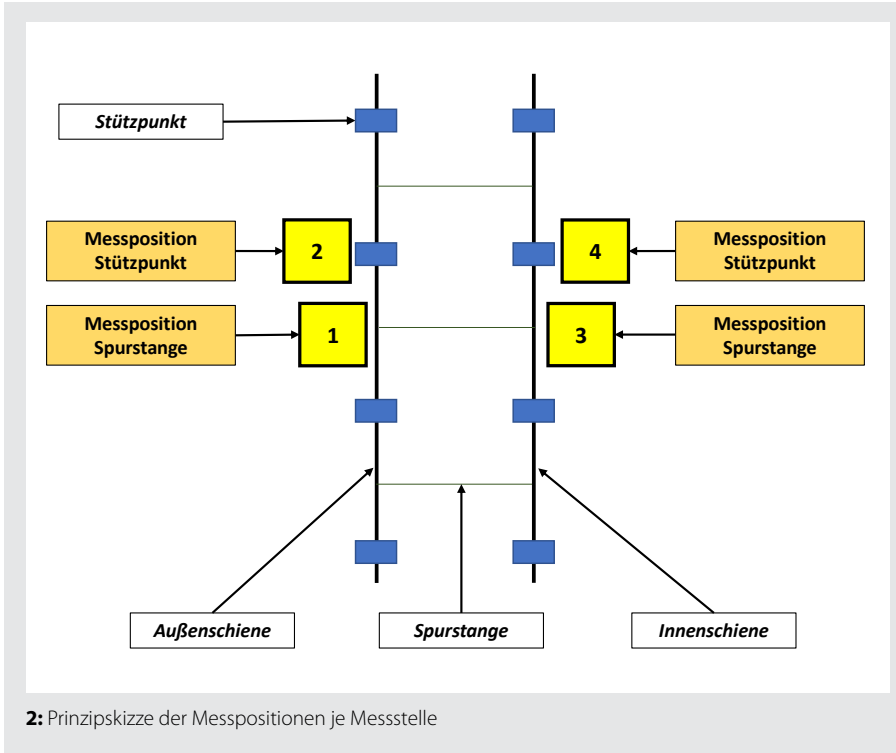 Stützpunkt
Messposition
Stützpunkt
2
4
Messposition
Stützpunkt
Messposition
Spurstange
1
3
Messposition
Spurstange
Außenschiene
Spurstange
Innenschiene
2: Prinzipskizze der Messpositionen je Messstelle